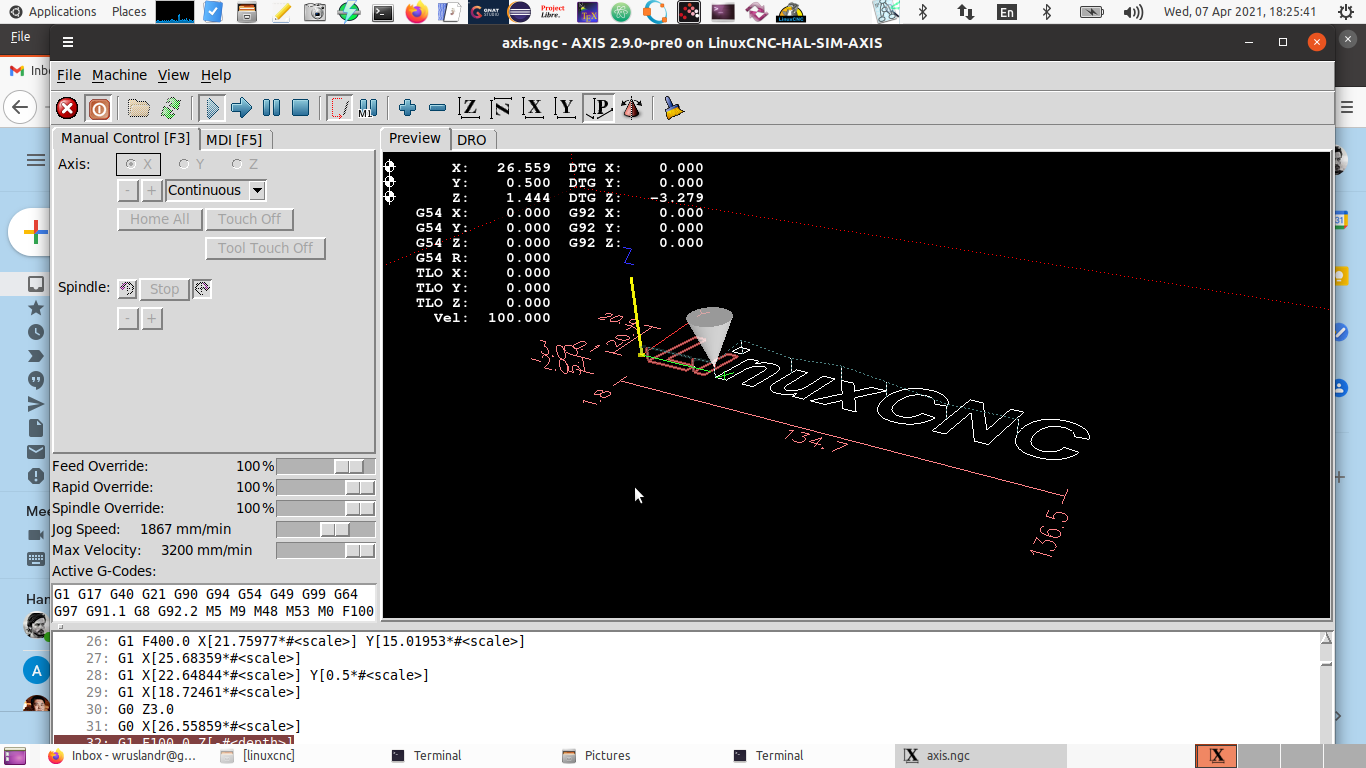 Applications Places En Wed, 07 Apr 2021, 18:25:41
File
axis.ngc - AXIS 2.9.0~pre0 on LinuxCNC-HAL-SIM-AXIS
Inb
File Machine View Help
Manual Control [F3] MDI [F5] Preview DRO
Axis: X Y Z
- + Continuous
Home All Touch Off
Tool Touch Off
Spindle: Stop
- +
X: 26.559 DTG X: 0.000
Y: 0.500 DTG Y: 0.000
Z: 1.444 DTG Z: -3.279
G54 X: 0.000 G92 X: 0.000
G54 Y: 0.000 G92 Y: 0.000
G54 Z: 0.000 G92 Z: 0.000
G54 R: 0.000
TLO X: 0.000
TLO Y: 0.000
TLO Z: 0.000
Vel: 100.000
Z
1.8
LinuxCNC
134.7
136.5
Feed Override: 100 %
Rapid Override: 100 %
Spindle Override: 100 %
Jog Speed: 1867 mm/min
Max Velocity: 3200 mm/min
Active G-Codes:
G1 G17 G40 G21 G90 G94 G54 G49 G99 G64
G97 G91.1 G8 G92.2 M5 M9 M48 M53 M0 F100
Mee
Han
A
26: G1 F400.0 X[21.75977*#<scale>] Y[15.01953*#<scale>]
27: G1 X[25.68359*#<scale>]
28: G1 X[22.64844*#<scale>] Y[0.5*#<scale>]
29: G1 X[18.72461*#<scale>]
30: G0 Z3.0
31: G0 X[26.55859*#<scale>]
32: G1 F100.0 Z[-#<depth>]
Inbox - wruslandr@g... [linuxcnc] Terminal Pictures Terminal axis.ngc